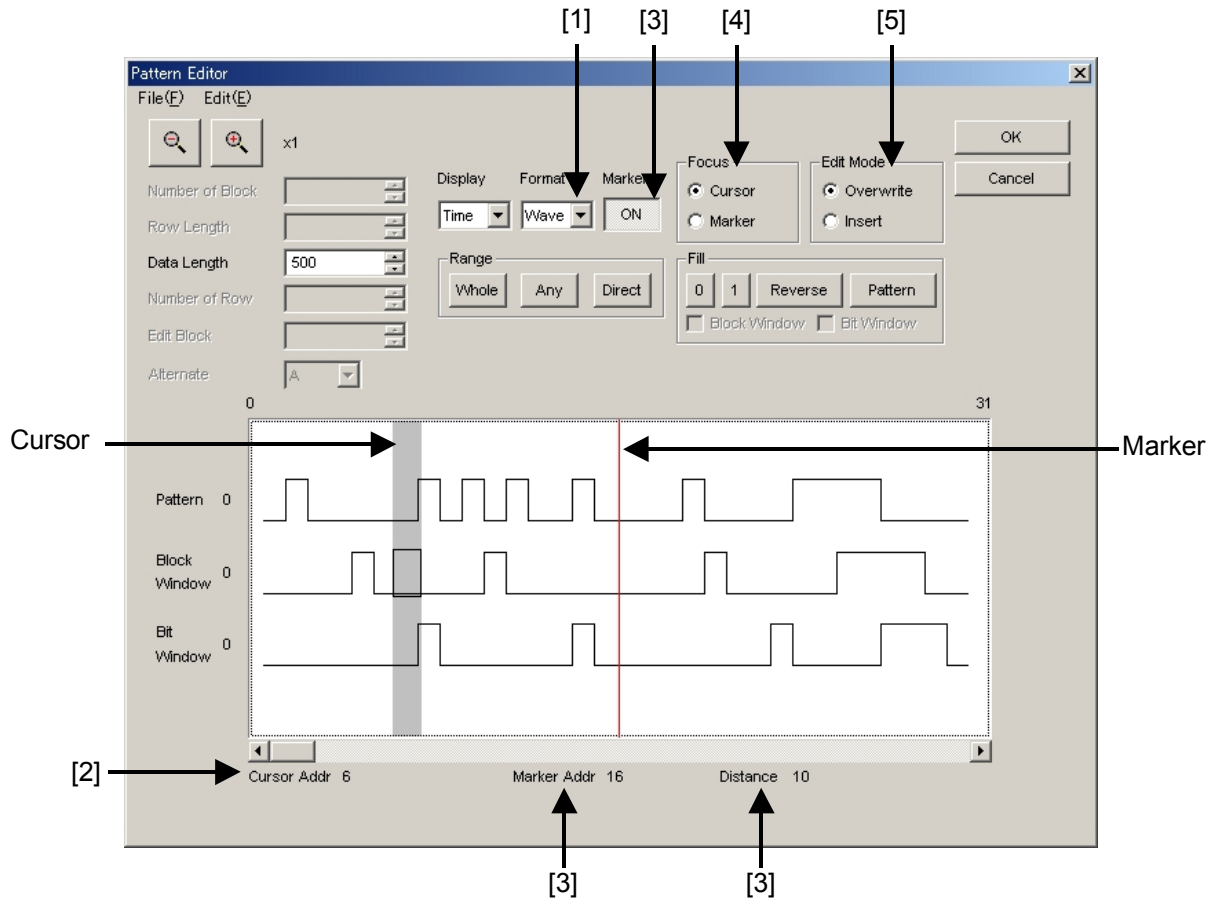 [1] [3] [4] [5]
Pattern Editor
File(F) Edit(E)
x1
OK
Cancel
Number of Block
Row Length
Data Length 500
Number of Row
Edit Block
Alternate A
Display Format Marker
Time Wave ON
Focus
Cursor
Marker
Edit Mode
Overwrite
Insert
Range
Whole Any Direct
Fill
0 1 Reverse Pattern
Block Window Bit Window
0 31
Cursor
Marker
Pattern 0
Block
Window 0
Bit
Window 0
[2]
Cursor Addr 6 Marker Addr 16 Distance 10
[3] [3]